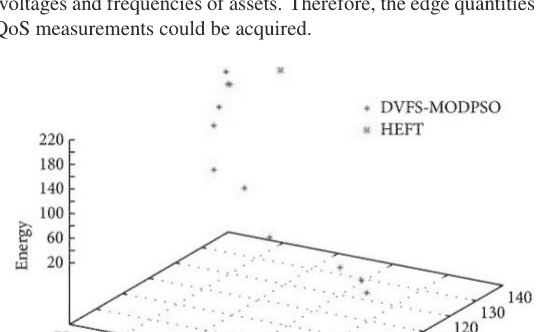 voltages and frequencies of assets. Therefore, the edge quantities
QoS measurements could be acquired.
DVFS-MODPSO
HEFT
220
180
140
100
60
20
Energy
140
130
120